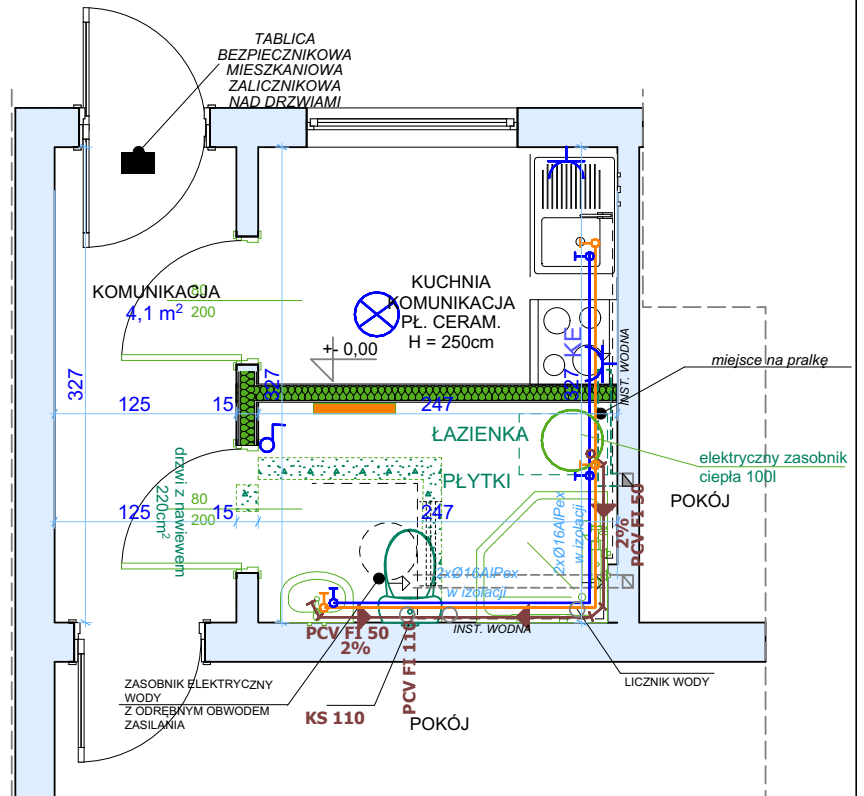 TABLICA
BEZPIECZNIKOWA
MIESZKANIOWA
ZALICZNIKOWA
NAD DRZWIAMI
KOMUNIKACJA
4,1 m²
80
200
KUCHNIA
KOMUNIKACJA
PŁ. CERAM.
H = 250cm
+- 0,00
KE
INST. WODNA
miejsce na pralkę
327
327
327
125
15
247
ŁAZIENKA
PŁYTKI
elektryczny zasobnik
ciepła 100l
POKÓJ
drzwi z nawiewem
220cm²
80
200
125
15
247
2xØ16AlPex
w izolacji
2xØ16AlPex
w izolacji
2%
PCV FI 50
PCV FI 50
2%
PCV FI 110
INST. WODNA
ZASOBNIK ELEKTRYCZNY
WODY
Z ODRĘBNYM OBWODEM
ZASILANIA
KS 110
POKÓJ
LICZNIK WODY